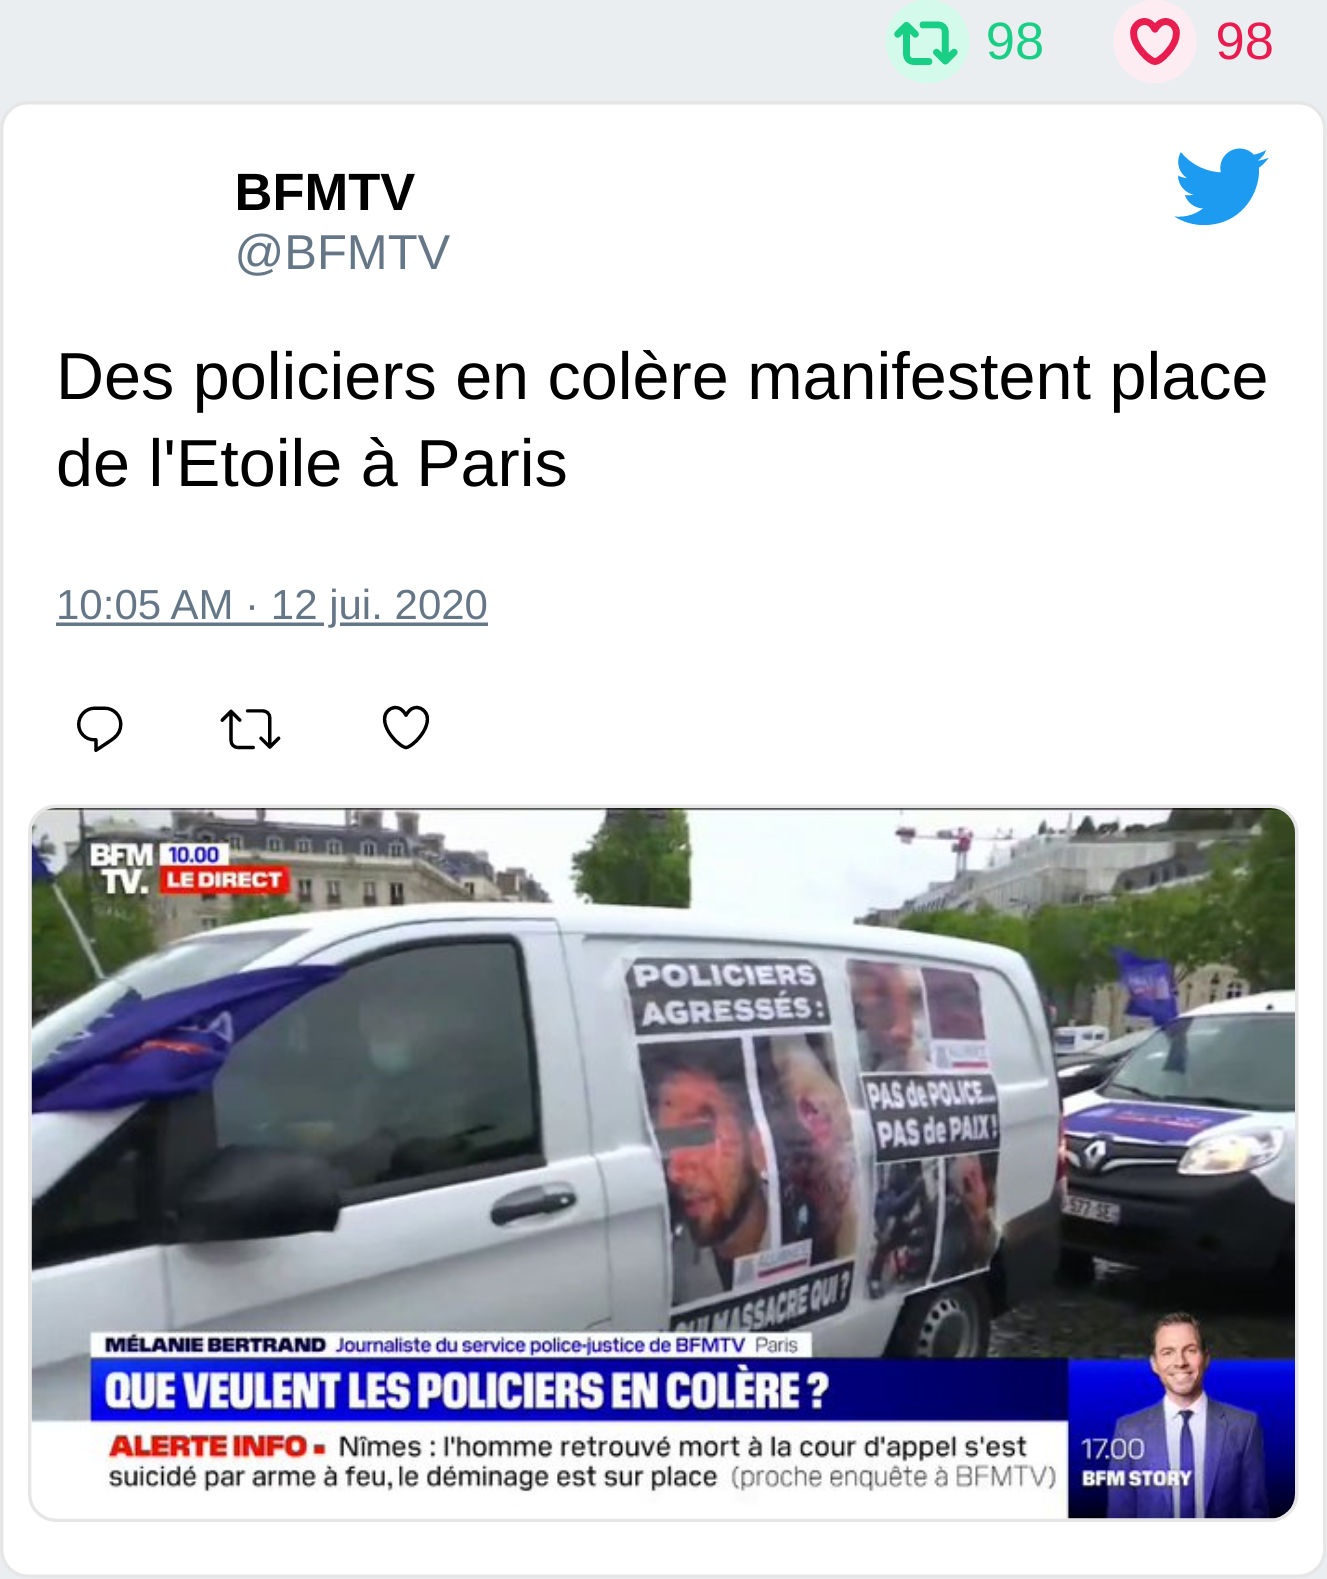 98 98
BFMTV
@BFMTV
Des policiers en colère manifestent place
de l'Etoile à Paris
10:05 AM · 12 jui. 2020
BFM 10.00
TV. LE DIRECT
POLICIERS
AGRESSÉS :
PAS de POLICE...
PAS de PAIX !
MASSACRE QUI ?
577-SE
MÉLANIE BERTRAND Journaliste du service police-justice de BFMTV Paris
QUE VEULENT LES POLICIERS EN COLÈRE ?
ALERTE INFO Nîmes : l'homme retrouvé mort à la cour d'appel s'est
suicidé par arme à feu, le déminage est sur place (proche enquête à BFMTV)
17.00
BFM STORY